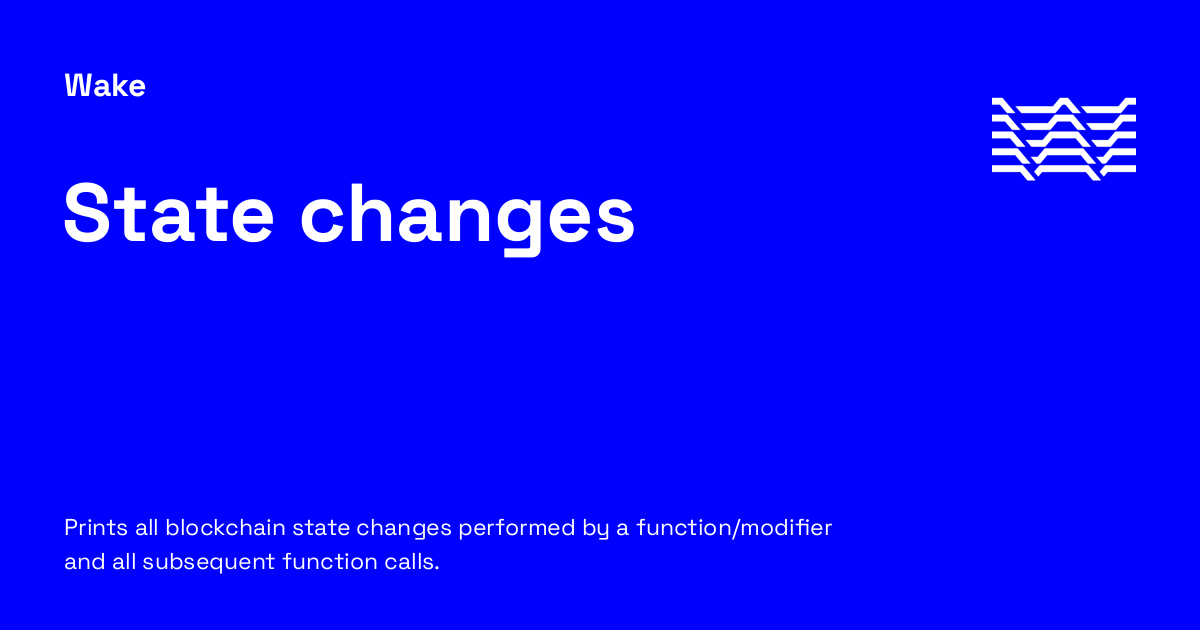 Wake
State changes
Prints all blockchain state changes performed by a function/modifier
and all subsequent function calls.